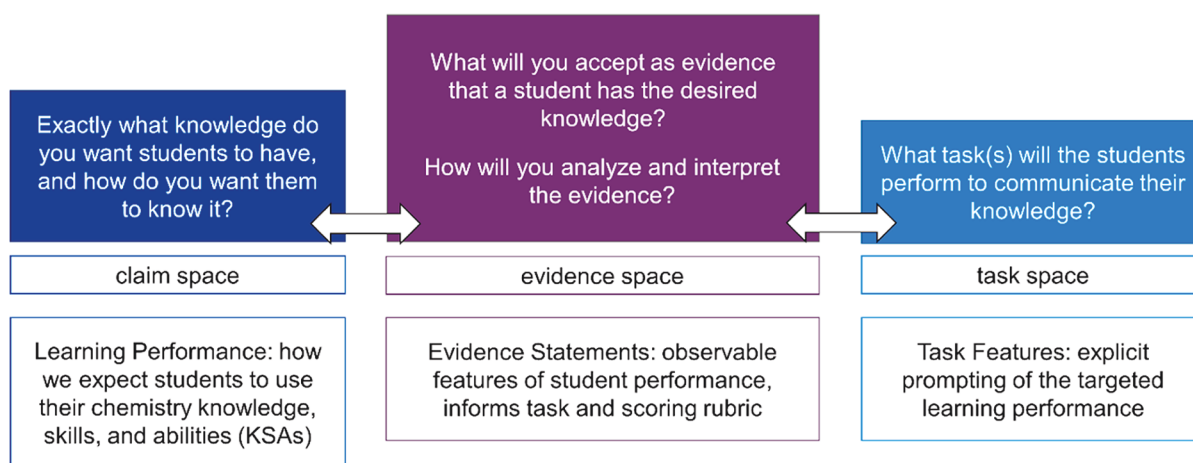 Exactly what knowledge do
you want students to have,
and how do you want them
to know it?
What will you accept as evidence
that a student has the desired
knowledge?
How will you analyze and interpret
the evidence?
What task(s) will the students
perform to communicate their
knowledge?
claim space
evidence space
task space
Learning Performance: how
we expect students to use
their chemistry knowledge,
skills, and abilities (KSAs)
Evidence Statements: observable
features of student performance,
informs task and scoring rubric
Task Features: explicit
prompting of the targeted
learning performance